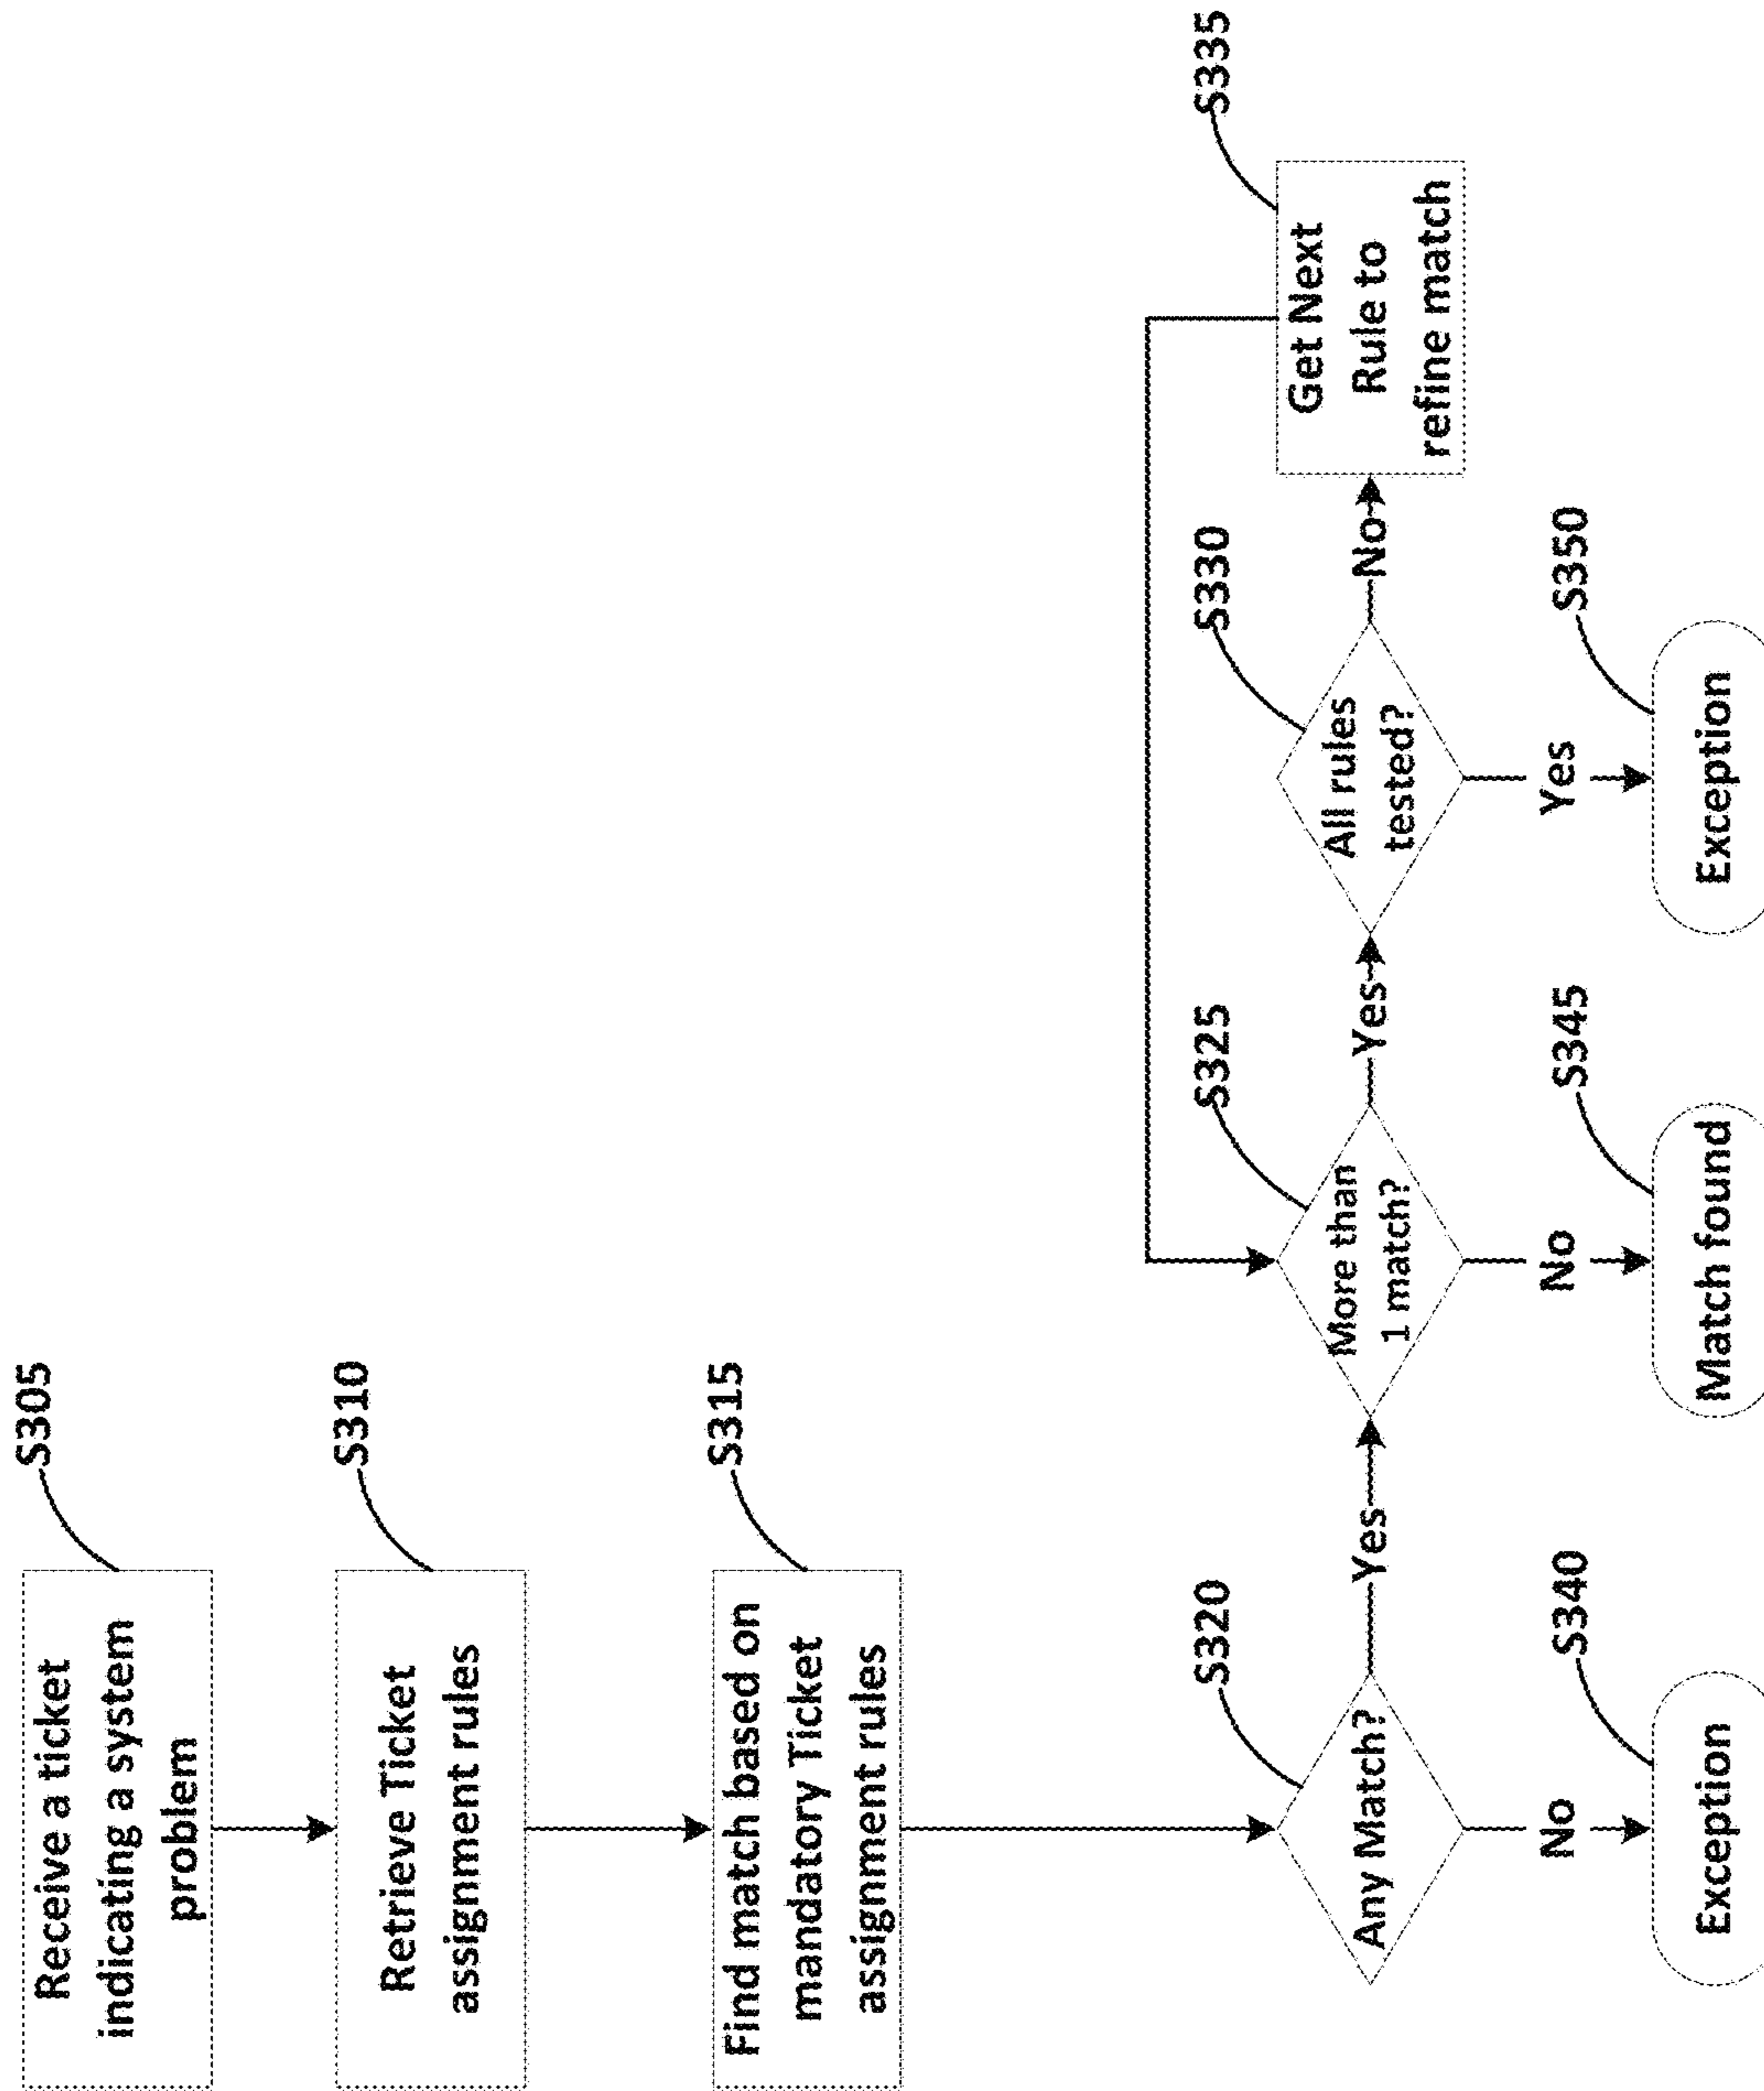 S305
Receive a ticket
indicating a system
problem
S310
Retrieve Ticket
assignment rules
S315
Find match based on
mandatory Ticket
assignment rules
S320
Any Match?
Yes
No
S340
Exception
S325
More than
1 match?
Yes
No
S345
Match found
S330
All rules
tested?
No
Yes
S350
Exception
S335
Get Next
Rule to
refine match